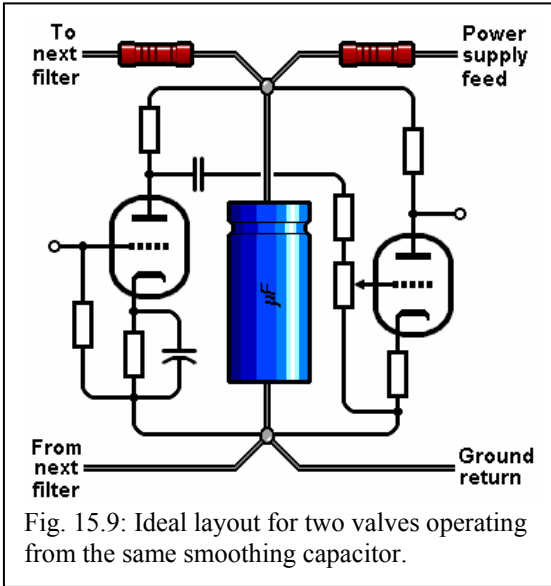 To
next
filter
Power
supply
feed
µF
From
next
filter
Ground
return
Fig. 15.9: Ideal layout for two valves operating
from the same smoothing capacitor.